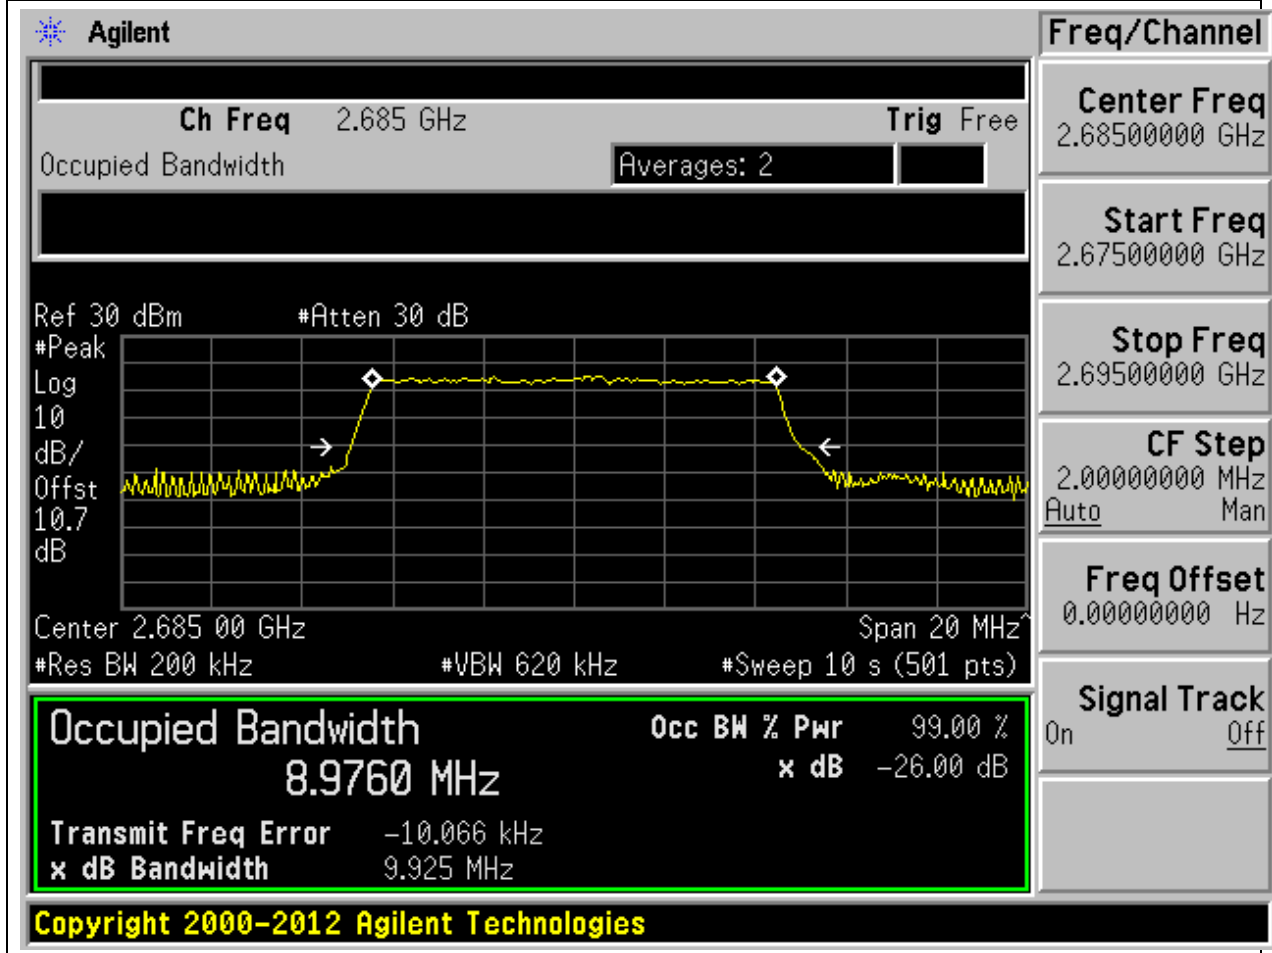 Agilent
Freq/Channel
Ch Freq 2.685 GHz Trig Free
Occupied Bandwidth Averages: 2
Center Freq
2.68500000 GHz
Start Freq
2.67500000 GHz
Stop Freq
2.69500000 GHz
CF Step
2.00000000 MHz
Auto Man
Freq Offset
0.00000000 Hz
Signal Track
On Off
Ref 30 dBm #Atten 30 dB
#Peak
Log
10
dB/
Offst
10.7
dB
Center 2.685 00 GHz Span 20 MHz^
#Res BW 200 kHz #VBW 620 kHz #Sweep 10 s (501 pts)
Occupied Bandwidth Occ BW % Pwr 99.00 %
8.9760 MHz x dB -26.00 dB
Transmit Freq Error -10.066 kHz
x dB Bandwidth 9.925 MHz
Copyright 2000-2012 Agilent Technologies